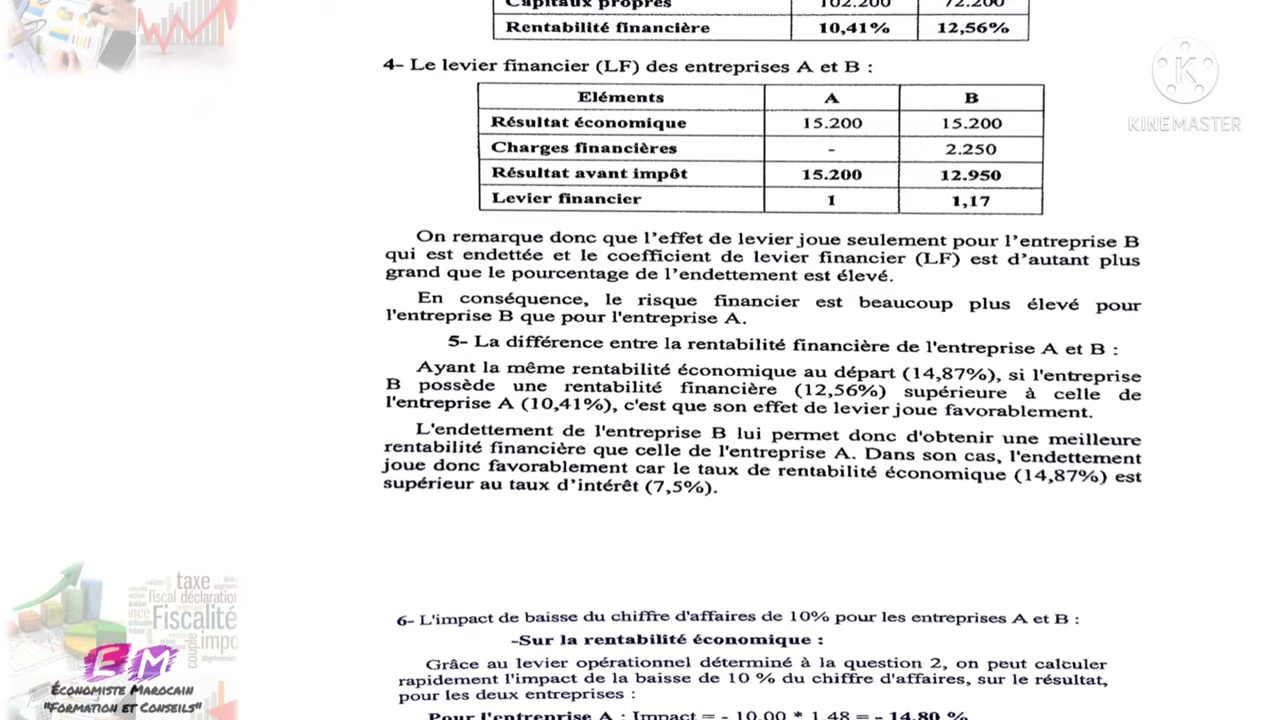 Capitaux propres 102.200 72.200
Rentabilité financière 10,41% 12,56%
4- Le levier financier (LF) des entreprises A et B :
Eléments A B
Résultat économique 15.200 15.200
Charges financières - 2.250
Résultat avant impôt 15.200 12.950
Levier financier 1 1,17
On remarque donc que l'effet de levier joue seulement pour l'entreprise B
qui est endettée et le coefficient de levier financier (LF) est d'autant plus
grand que le pourcentage de l'endettement est élevé.
En conséquence, le risque financier est beaucoup plus élevé pour
l'entreprise B que pour l'entreprise A.
5- La différence entre la rentabilité financière de l'entreprise A et B :
Ayant la même rentabilité économique au départ (14,87%), si l'entreprise
B possède une rentabilité financière (12,56%) supérieure à celle de
l'entreprise A (10,41%), c'est que son effet de levier joue favorablement.
L'endettement de l'entreprise B lui permet donc d'obtenir une meilleure
rentabilité financière que celle de l'entreprise A. Dans son cas, l'endettement
joue donc favorablement car le taux de rentabilité économique (14,87%) est
supérieur au taux d'intérêt (7,5%).
6- L'impact de baisse du chiffre d'affaires de 10% pour les entreprises A et B :
-Sur la rentabilité économique :
Grâce au levier opérationnel déterminé à la question 2, on peut calculer
rapidement l'impact de la baisse de 10 % du chiffre d'affaires, sur le résultat,
pour les deux entreprises :
Pour l'entreprise A : Impact = - 10,00 * 1,48 = - 14,80 %
K
KINEMASTER
taxe
fiscal déclaration
Fiscalité
impo
couple
EM
ÉCONOMISTE MAROCAIN
"FORMATION ET CONSEILS"